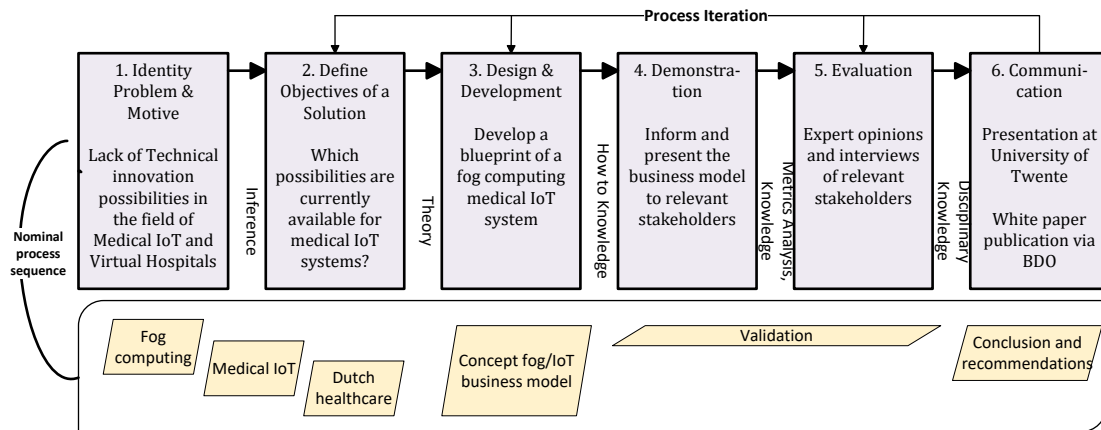 Process Iteration
1. Identity
Problem &
Motive
Lack of Technical
innovation
possibilities in
the field of
Medical IoT and
Virtual Hospitals
Inference
2. Define
Objectives of a
Solution
Which
possibilities are
currently
available for
medical IoT
systems?
Theory
3. Design &
Development
Develop a
blueprint of a
fog computing
medical IoT
system
How to Knowledge
4. Demonstra-
tion
Inform and
present the
business model
to relevant
stakeholders
Metrics Analysis,
Knowledge
5. Evaluation
Expert opinions
and interviews
of relevant
stakeholders
Disciplinary
Knowledge
6. Communi-
cation
Presentation at
University of
Twente
White paper
publication via
BDO
Nominal
process
sequence
Fog
computing
Medical IoT
Dutch
healthcare
Concept fog/IoT
business model
Validation
Conclusion and
recommendations